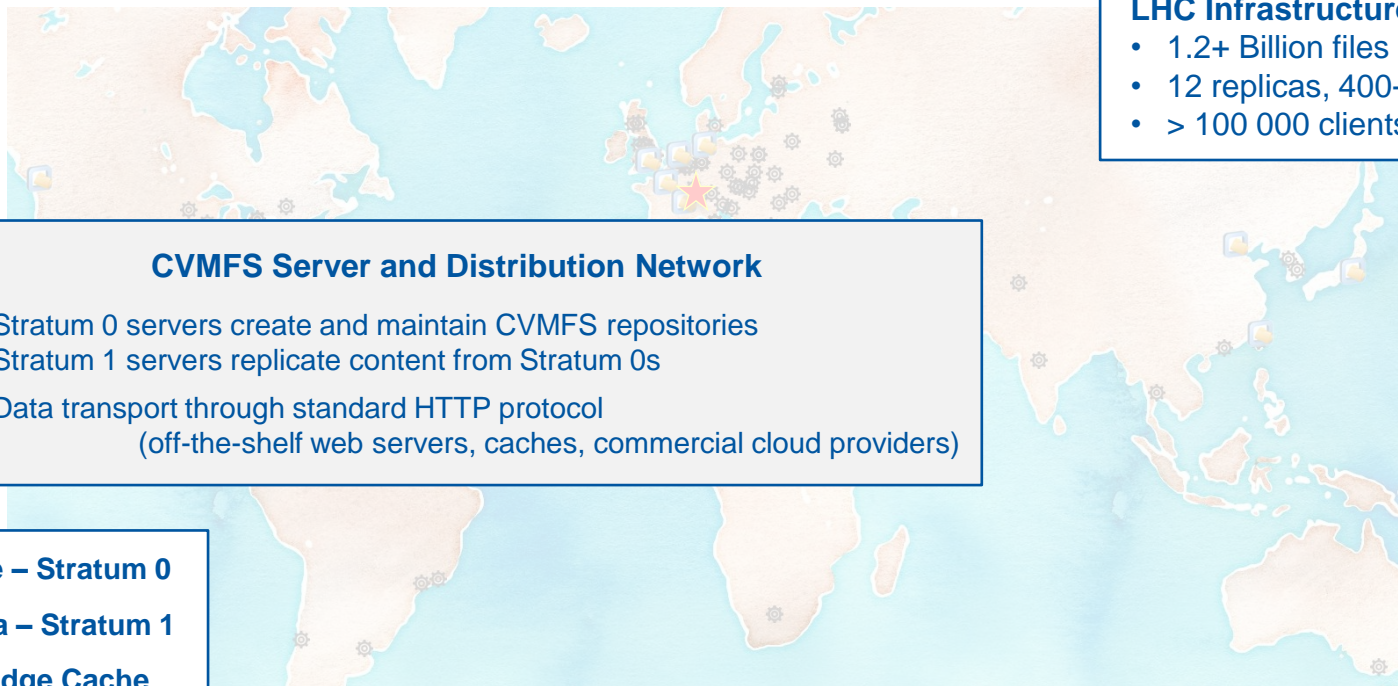 LHC Infrastructure
• 1.2+ Billion files
• 12 replicas, 400
• > 100 000 clients
CVMFS Server and Distribution Network
Stratum 0 servers create and maintain CVMFS repositories
Stratum 1 servers replicate content from Stratum 0s
Data transport through standard HTTP protocol
(off-the-shelf web servers, caches, commercial cloud providers)
– Stratum 0
– Stratum 1
Cache